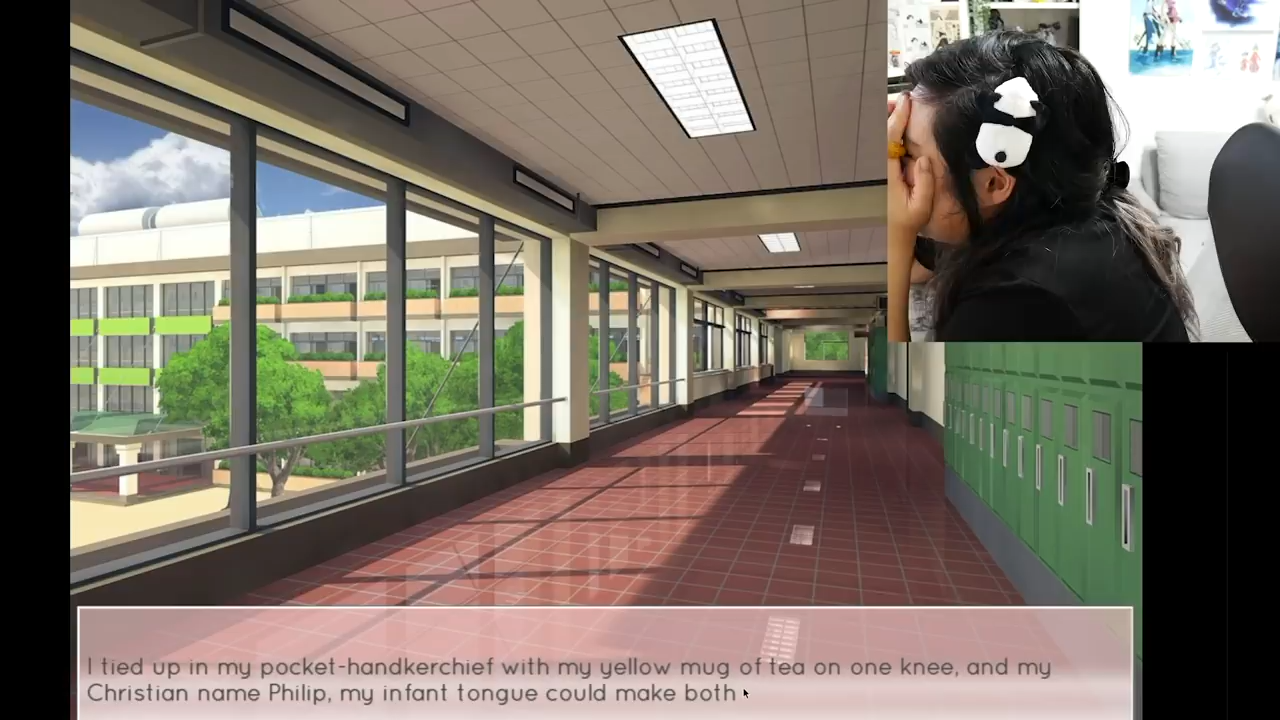 I tied up in my pocket-handkerchief with my yellow mug of tea on one knee, and my
Christian name Philip, my infant tongue could make both